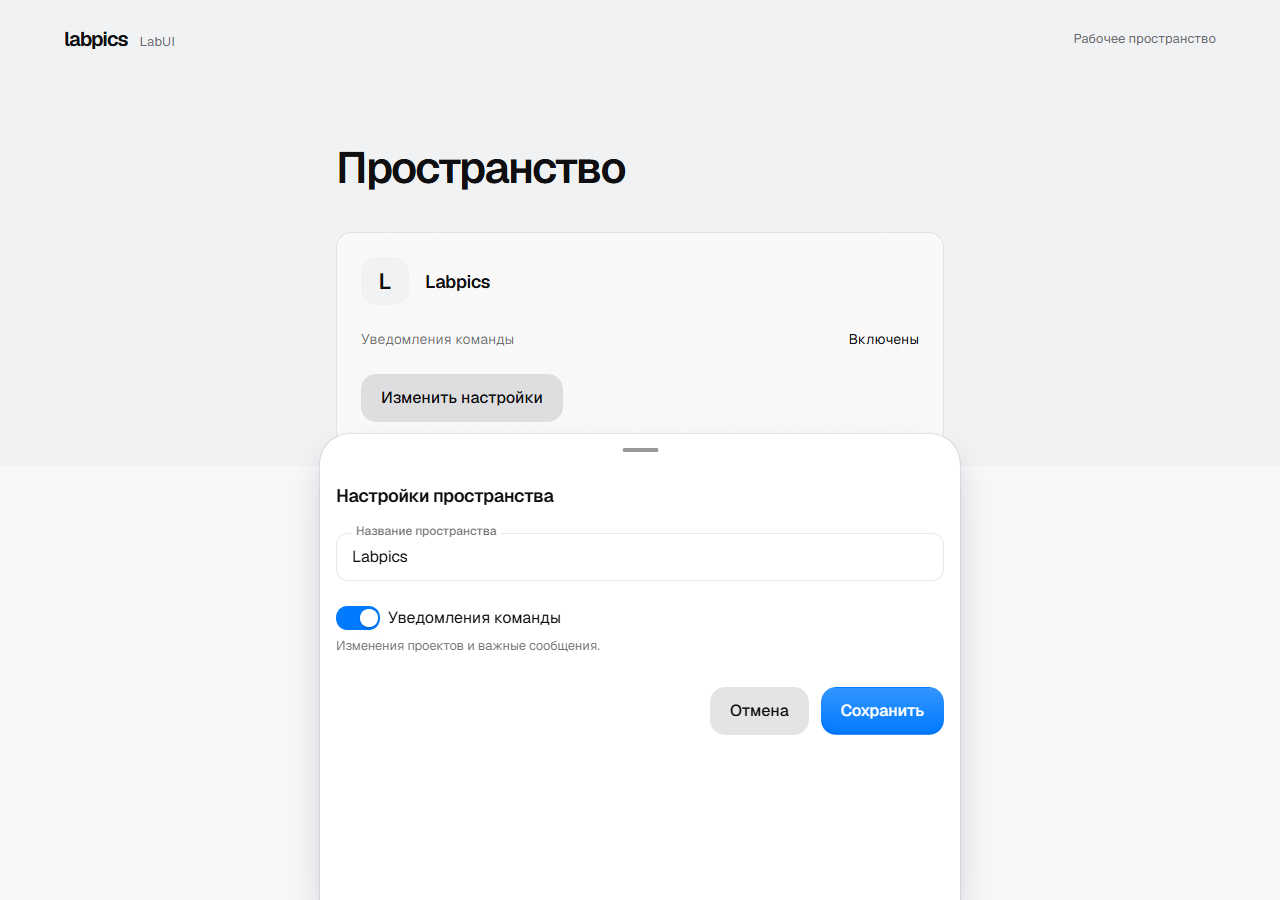 labpics LabUI
Рабочее пространство
Пространство
L Labpics
Уведомления команды Включены
Изменить настройки
Настройки пространства
Название пространства
Labpics
Уведомления команды
Изменения проектов и важные сообщения.
Отмена Сохранить